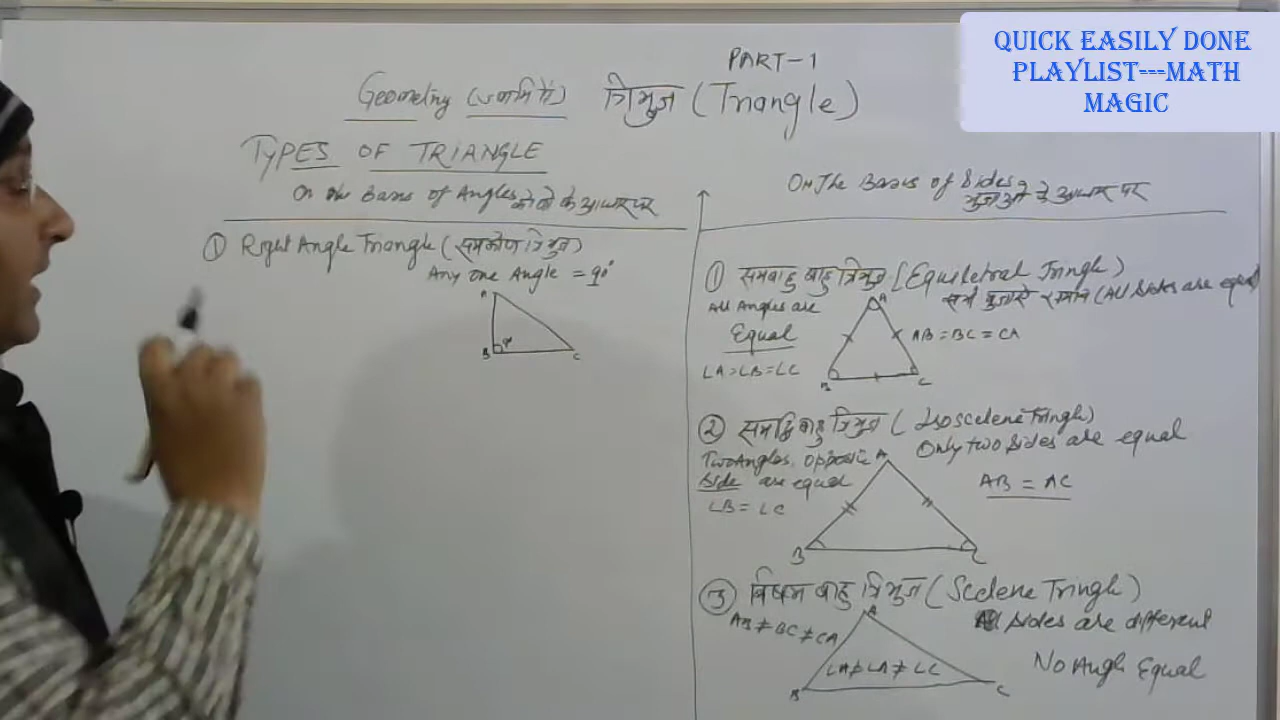 QUICK EASILY DONE
PLAYLIST---MATH
MAGIC
PART-1
Geometry (ज्यामिति) त्रिभुज (Triangle)
TYPES OF TRIANGLE
On the Basis of Angles कोणो के आधार पर
① Right Angle Triangle (समकोण त्रिभुज)
Any one Angle = 90°
A
B
C
On The Basis of Sides
भुजाओ के आधार पर
① समबाहु बाहु त्रिभुज [Equiletral Tringle)
सभी भुजाऐ समान (All Sides are equal
All Angles are
Equal
∠A=∠B=∠C
A
AB = BC = CA
B
C
② समद्वि बाहु त्रिभुज (Isoscelene Tringle)
Only two sides are equal
Two Angles, opposite
side are equal
∠B = ∠C
A
AB = AC
B
C
③ विषम बाहु त्रिभुज (Scelene Tringle)
All sides are different
AB ≠ BC ≠ CA
A
No Angle Equal
B
C